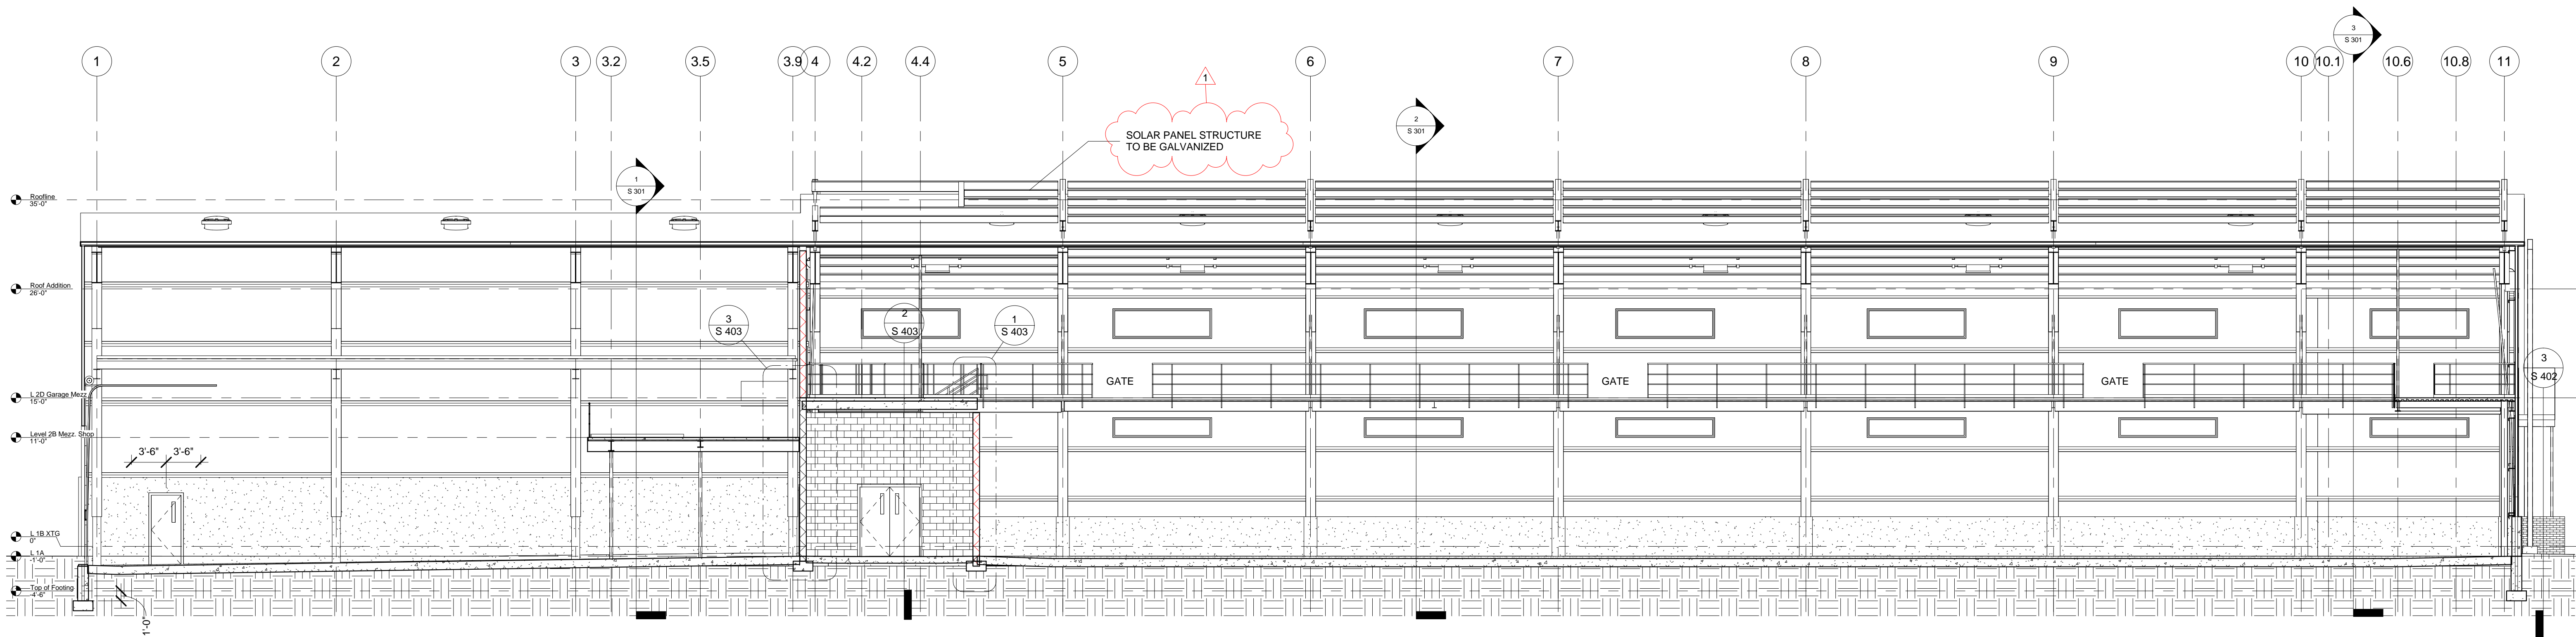 3
S 301
1
2
3
3.2
3.5
3.9
4
4.2
4.4
5
6
7
8
9
10
10.1
10.6
10.8
11
1
SOLAR PANEL STRUCTURE
TO BE GALVANIZED
2
S 301
1
S 301
Roofline
35'-0"
Roof Addition
26'-0"
3
S 403
2
S 403
1
S 403
3
S 402
GATE
GATE
GATE
L 2D Garage Mezz
15'-0"
Level 2B Mezz. Shop
11'-0"
3'-6"
3'-6"
L 1B XTG
0"
L 1A
-1'-0"
Top of Footing
-4'-6"
1'-0"